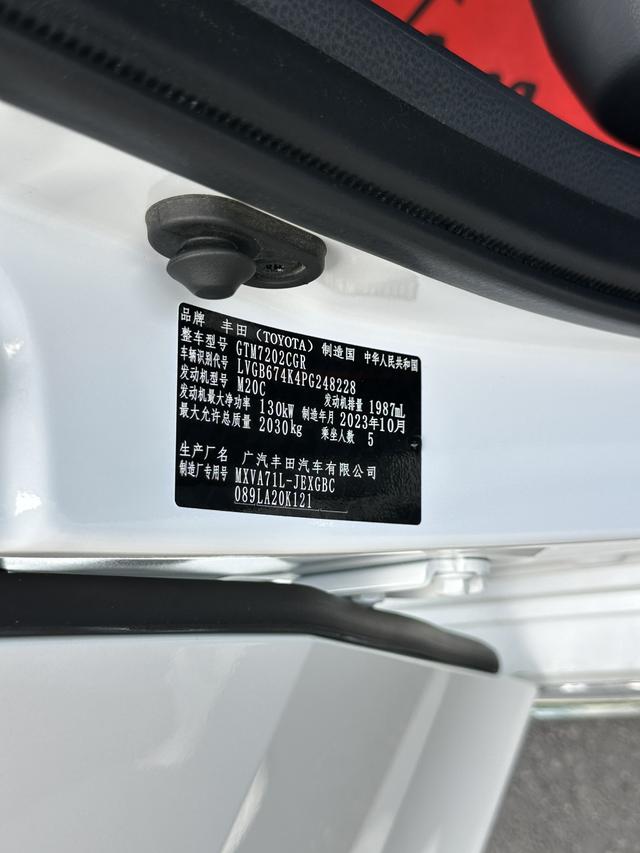 品牌 丰田 (TOYOTA) 制造国 中华人民共和国
整车型号 GTM7202CGR
车辆识别代号 LVGB674K4PG248228
发动机型号 M20C 发动机排量 1987mL
发动机最大净功率 130kW 制造年月 2023年10月
最大允许总质量 2030kg 乘坐人数 5
生产厂名 广汽丰田汽车有限公司
制造厂专用号 MXVA71L-JEXGBC
089LA20K121